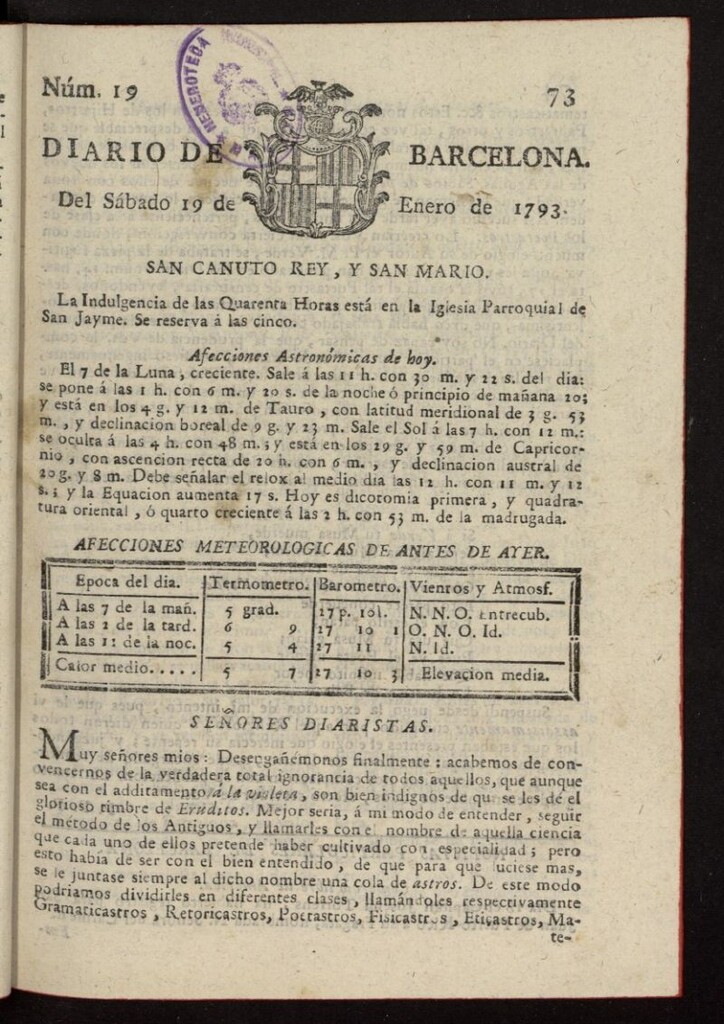 HEMEROTECA
Núm. 19
73
DIARIO DE BARCELONA.
Del Sábado 19 de Enero de 1793.
SAN CANUTO REY, Y SAN MARIO.
La Indulgencia de las Quarenta Horas está en la Iglesia Parroquial de
San Jayme. Se reserva á las cinco.
Afecciones Astronómicas de hoy.
El 7 de la Luna, creciente. Sale á las 11 h. con 30 m. y 22 s. del dia:
se pone á las 1 h. con 6 m. y 20 s. de la noche ó principio de mañana 20;
y está en los 4 g. y 12 m. de Tauro, con latitud meridional de 3 g. 53
m., y declinacion boreal de 9 g. y 23 m. Sale el Sol á las 7 h. con 12 m.:
se oculta á las 4 h. con 48 m.; y está en los 29 g. y 59 m. de Capricor-
nio, con ascencion recta de 20 h. con 6 m., y declinacion austral de
20 g. y 8 m. Debe señalar el relox al medio dia las 12 h. con 11 m. y 12
s.; y la Equacion aumenta 17 s. Hoy es dicotomia primera, y quadra-
tura oriental, ó quarto creciente á las 2 h. con 53 m. de la madrugada.
AFECCIONES METEOROLOGICAS DE ANTES DE AYER.
Epoca del dia. Termometro. Barometro. Vientos y Atmosf.
A las 7 de la mañ. 5 grad. 27 p. 10 l. N. N. O. Entrecub.
A las 2 de la tard. 6 9 27 10 1 O. N. O. Id.
A las 11 de la noc. 5 4 27 11 N. Id.
Calor medio..... 5 7 27 10 3 Elevacion media.
SEÑORES DIARISTAS.
Muy señores mios: Desengañémonos finalmente: acabemos de con-
vencernos de la verdadera total ignorancia de todos aquellos, que aunque
sea con el additamento á la violeta, son bien indignos de que se les dé el
glorioso timbre de Eruditos. Mejor seria, á mi modo de entender, seguir
el método de los Antiguos, y llamarles con el nombre de aquella ciencia
que cada uno de ellos pretende haber cultivado con especialidad; pero
esto habia de ser con el bien entendido, de que para que luciese mas,
se le juntase siempre al dicho nombre una cola de astros. De este modo
podriamos dividirles en diferentes clases, llamándoles respectivamente
Gramaticastros, Retoricastros, Poetastros, Fisicastros, Eticastros, Ma-
te-